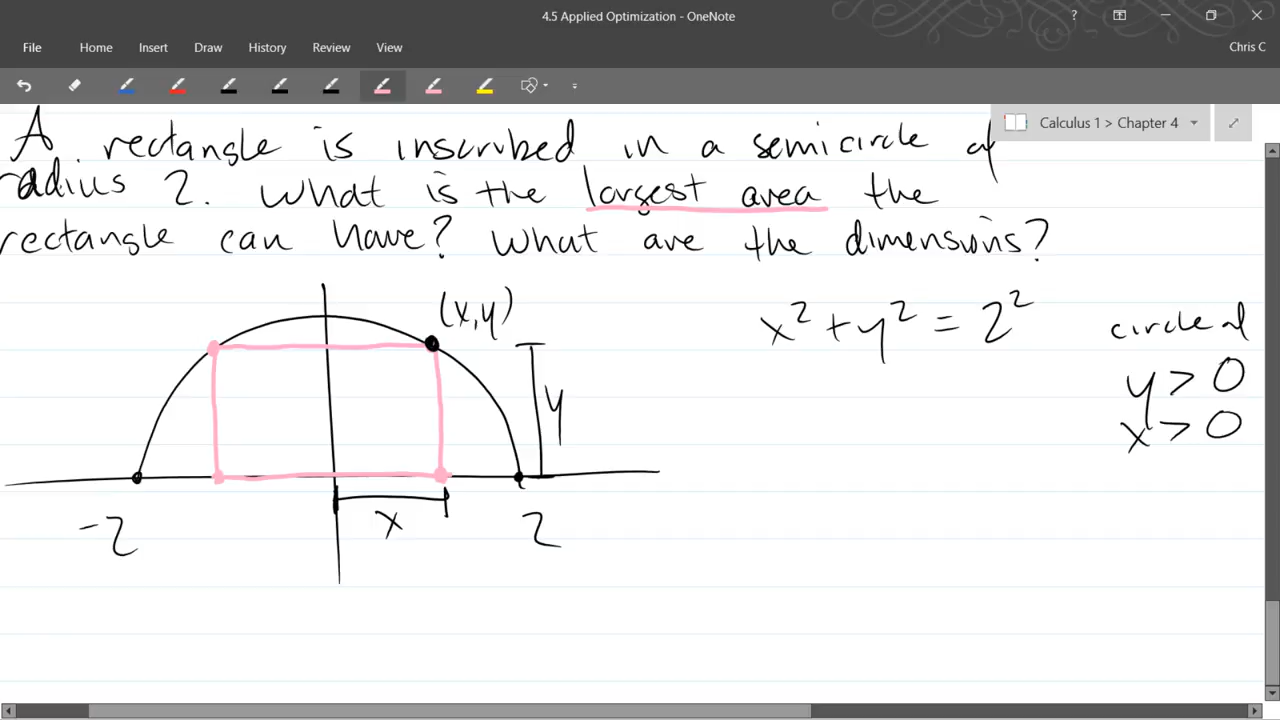 4.5 Applied Optimization - OneNote
?
File Home Insert Draw History Review View
Chris C
Calculus 1 > Chapter 4
A rectangle is inscribed in a semicircle of
radius 2. What is the largest area the
rectangle can have? What are the dimensions?
(x,y)
x² + y² = 2²
circle of
y > 0
x > 0
y
x
-2
2